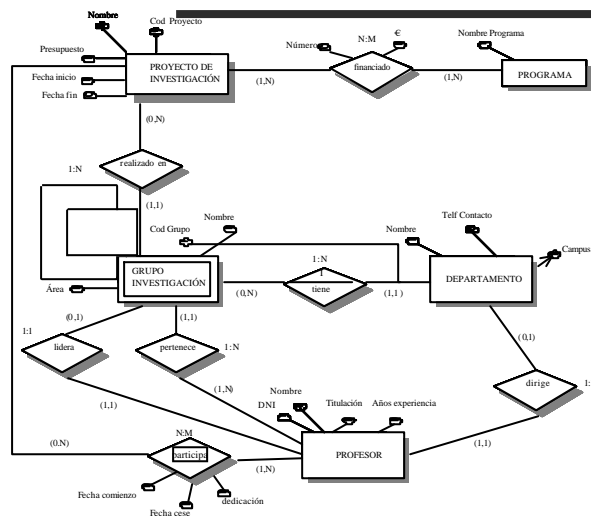 Nombre
Cod Proyecto
Presupuesto
Fecha inicio
Fecha fin
PROYECTO DE
INVESTIGACIÓN
(1,N)
Número
N:M
€
financiado
(1,N)
Nombre Programa
PROGRAMA
(0,N)
1:N
realizado en
(1,1)
Nombre
Cod Grupo
Área
GRUPO
INVESTIGACIÓN
(0,N)
1:N
1
tiene
(1,1)
Nombre
Telf Contacto
Campus
DEPARTAMENTO
1:1
(0,1)
lidera
(1,1)
(1,1)
pertenece
1:N
(1,N)
(0,1)
dirige
1:
(1,1)
Nombre
DNI
Titulación
Años experiencia
PROFESOR
(0.N)
N:M
participa
(1,N)
Fecha comienzo
Fecha cese
dedicación